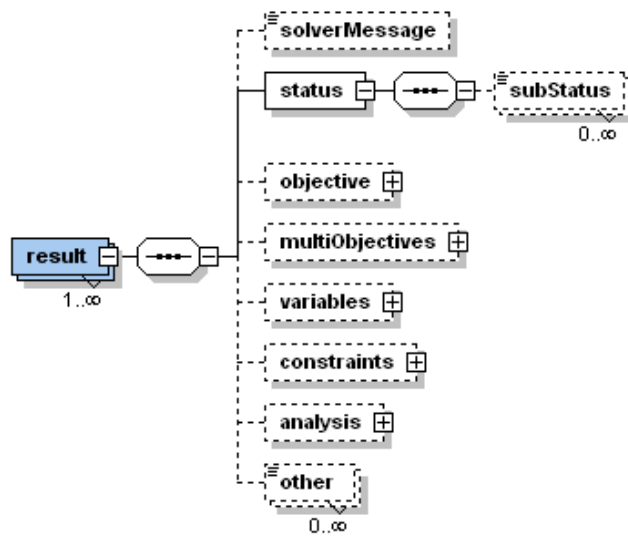 solverMessage
status
subStatus
0..∞
objective
multiObjectives
result
1..∞
variables
constraints
analysis
other
0..∞